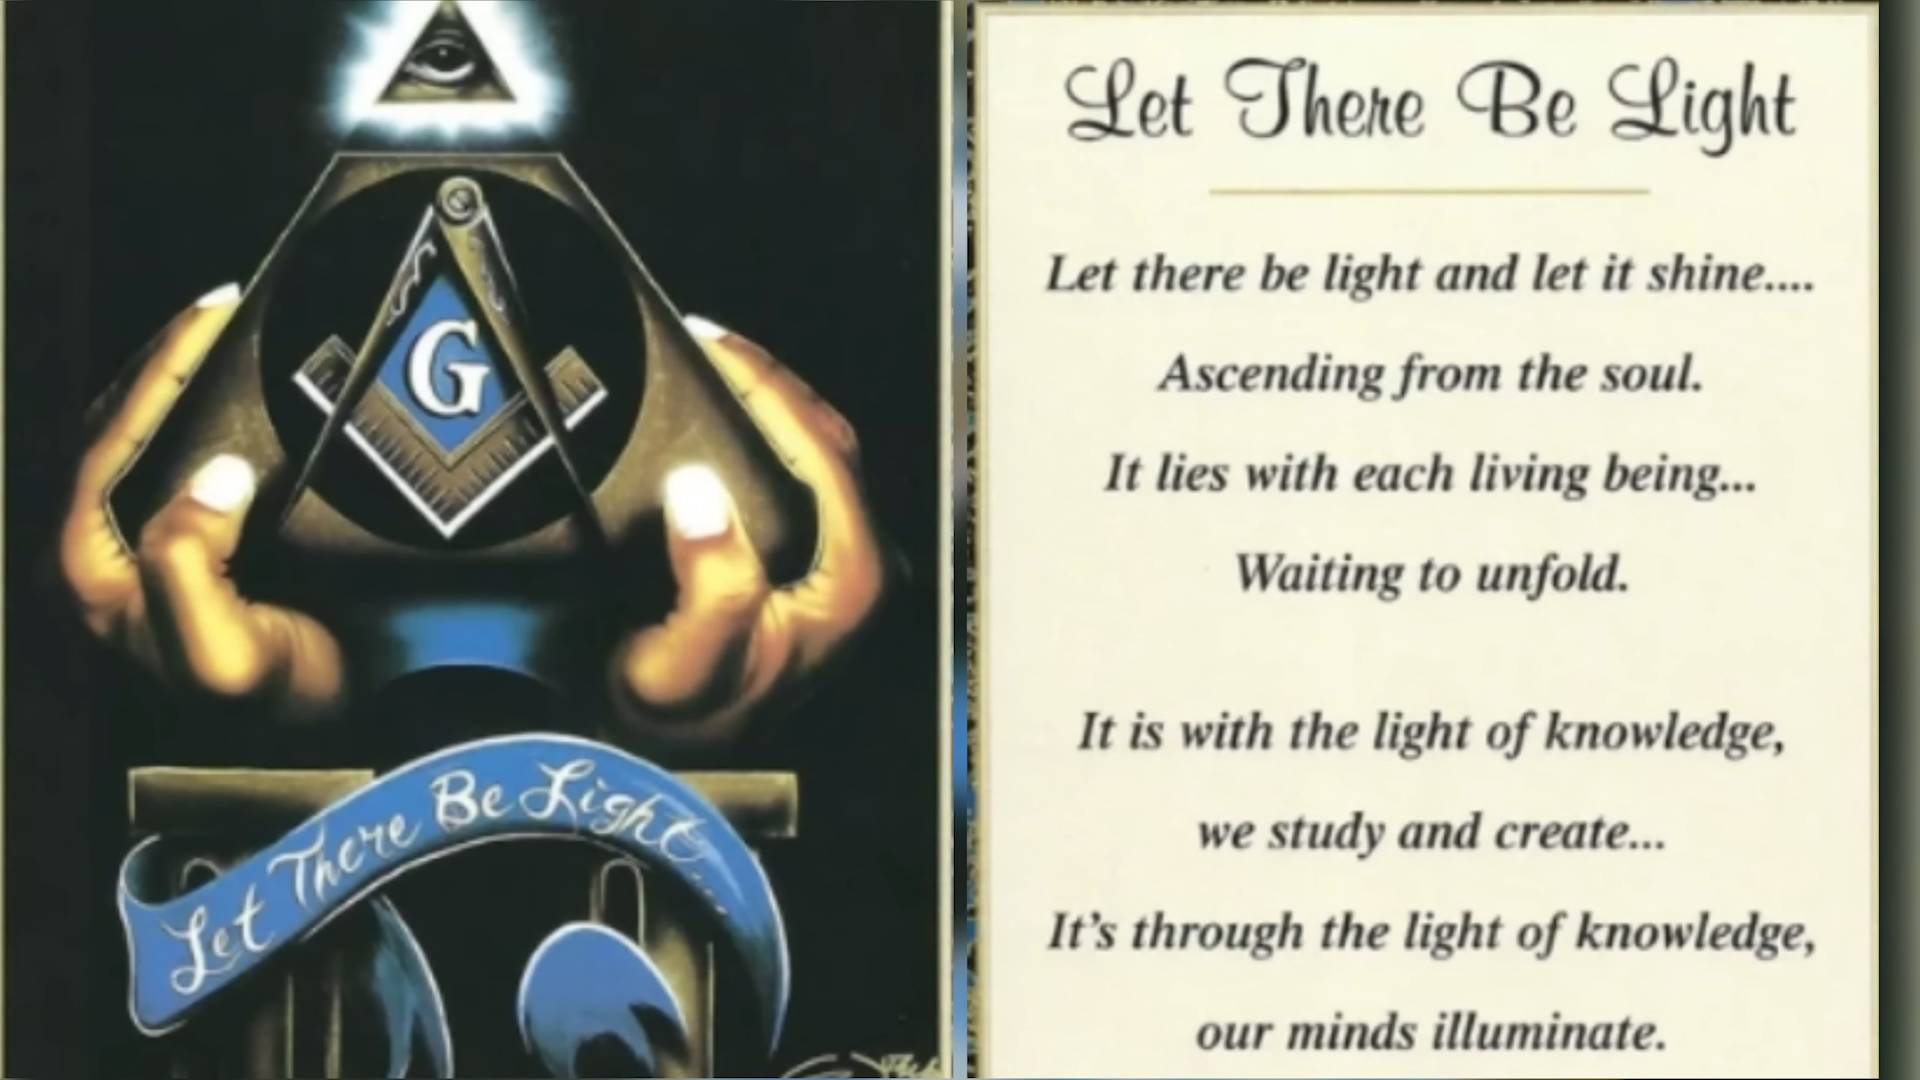 G
Let There Be Light...
Let There Be Light
Let there be light and let it shine....
Ascending from the soul.
It lies with each living being...
Waiting to unfold.
It is with the light of knowledge,
we study and create...
It's through the light of knowledge,
our minds illuminate.